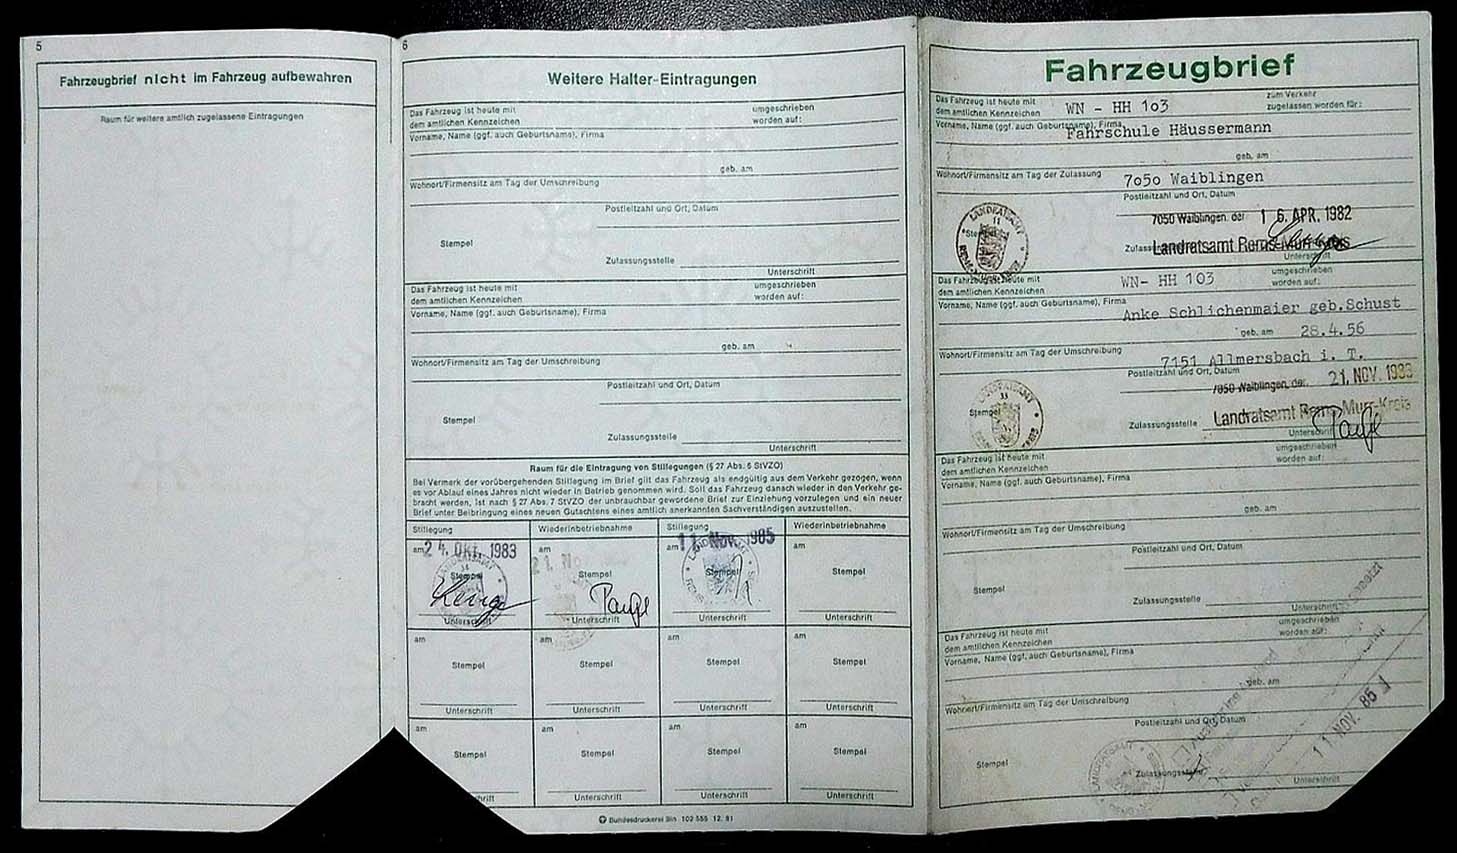 5
Fahrzeugbrief nicht im Fahrzeug aufbewahren
Raum für weitere amtlich zugelassene Eintragungen
6
Weitere Halter-Eintragungen
Das Fahrzeug ist heute mit
dem amtlichen Kennzeichen
umgeschrieben
worden auf:
Vorname, Name (ggf. auch Geburtsname), Firma
geb. am
Wohnort/Firmensitz am Tag der Umschreibung
Postleitzahl und Ort, Datum
Stempel
Zulassungsstelle
Unterschrift
Das Fahrzeug ist heute mit
dem amtlichen Kennzeichen
umgeschrieben
worden auf:
Vorname, Name (ggf. auch Geburtsname), Firma
geb. am
Wohnort/Firmensitz am Tag der Umschreibung
Postleitzahl und Ort, Datum
Stempel
Zulassungsstelle
Unterschrift
Raum für die Eintragung von Stillegungen (§ 27 Abs. 6 StVZO)
Bei Vermerk der vorübergehenden Stillegung im Brief gilt das Fahrzeug als endgültig aus dem Verkehr gezogen, wenn
es vor Ablauf eines Jahres nicht wieder in Betrieb genommen wird. Soll das Fahrzeug danach wieder in den Verkehr ge-
bracht werden, ist nach § 27 Abs. 7 StVZO der unbrauchbar gewordene Brief zur Einziehung vorzulegen und ein neuer
Brief unter Beibringung eines neuen Gutachtens eines amtlich anerkannten Sachverständigen auszustellen.
Stillegung Wiederinbetriebnahme Stillegung Wiederinbetriebnahme
am 24. Okt. 1983 am 21. Nov am 11. Nov. 1985 am
Stempel Stempel Stempel Stempel
Unterschrift Unterschrift Unterschrift Unterschrift
am am am am
Stempel Stempel Stempel Stempel
Unterschrift Unterschrift Unterschrift Unterschrift
am am am am
Stempel Stempel Stempel Stempel
hrift Unterschrift Unterschrift Unterschrift
Bundesdruckerei Bln 102 555 12. 81
Fahrzeugbrief
Das Fahrzeug ist heute mit
dem amtlichen Kennzeichen
WN - HH 1o3
zum Verkehr
zugelassen worden für:
Vorname, Name (ggf. auch Geburtsname), Firma
Fahrschule Häussermann
geb. am
Wohnort/Firmensitz am Tag der Zulassung
7o5o Waiblingen
Postleitzahl und Ort, Datum
7050 Waiblingen, der 16. APR. 1982
LANDRATSAMT
11
REMS-MURR-KREIS
Zulass
Landratsamt Rems-Murr-Kreis
Unterschrift
Das Fahrzeug ist heute mit
dem amtlichen Kennzeichen
WN- HH 103
umgeschrieben
worden auf:
Vorname, Name (ggf. auch Geburtsname), Firma
Anke Schlichenmaier geb.Schust
geb. am 28.4.56
Wohnort/Firmensitz am Tag der Umschreibung
7151 Allmersbach i. T.
Postleitzahl und Ort, Datum
7050 Waiblingen, der 21. NOV. 1983
LANDRATSAMT
33
Stempel
Zulassungsstelle
Landratsamt Rems-Murr-Kreis
Unterschrift
Das Fahrzeug ist heute mit
dem amtlichen Kennzeichen
umgeschrieben
worden auf:
Vorname, Name (ggf. auch Geburtsname), Firma
geb. am
Wohnort/Firmensitz am Tag der Umschreibung
Postleitzahl und Ort, Datum
Stempel
Zulassungsstelle
Unterschrift
Das Fahrzeug ist heute mit
dem amtlichen Kennzeichen
umgeschrieben
worden auf:
Vorname, Name (ggf. auch Geburtsname), Firma
geb. am
Wohnort/Firmensitz am Tag der Umschreibung
Postleitzahl und Ort, Datum
Stempel
LANDRATSAMT
Zulassungsstelle
11 NOV. 85
Unterschrift